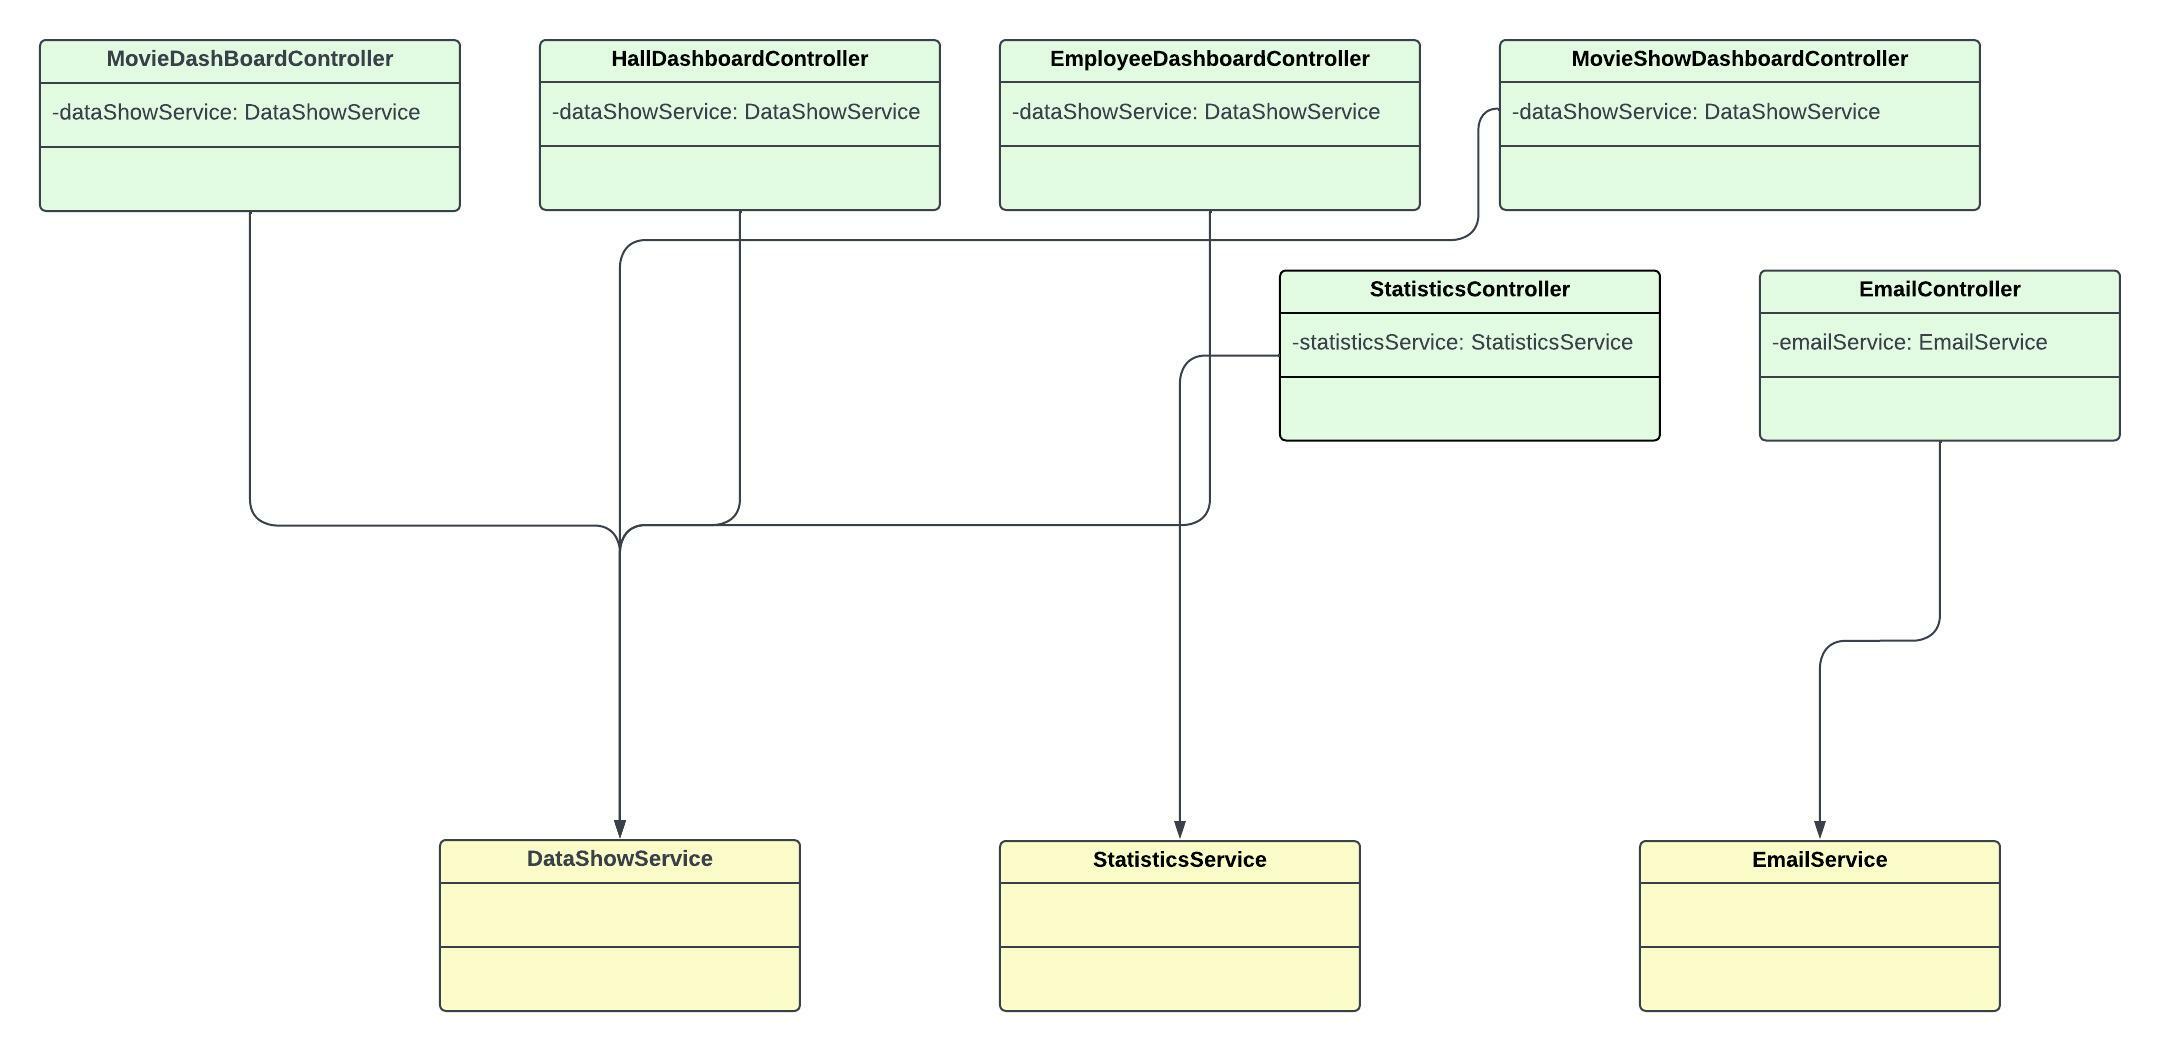 MovieDashBoardController
-dataShowService: DataShowService
HallDashboardController
-dataShowService: DataShowService
EmployeeDashboardController
-dataShowService: DataShowService
MovieShowDashboardController
-dataShowService: DataShowService
StatisticsController
-statisticsService: StatisticsService
EmailController
-emailService: EmailService
DataShowService
StatisticsService
EmailService